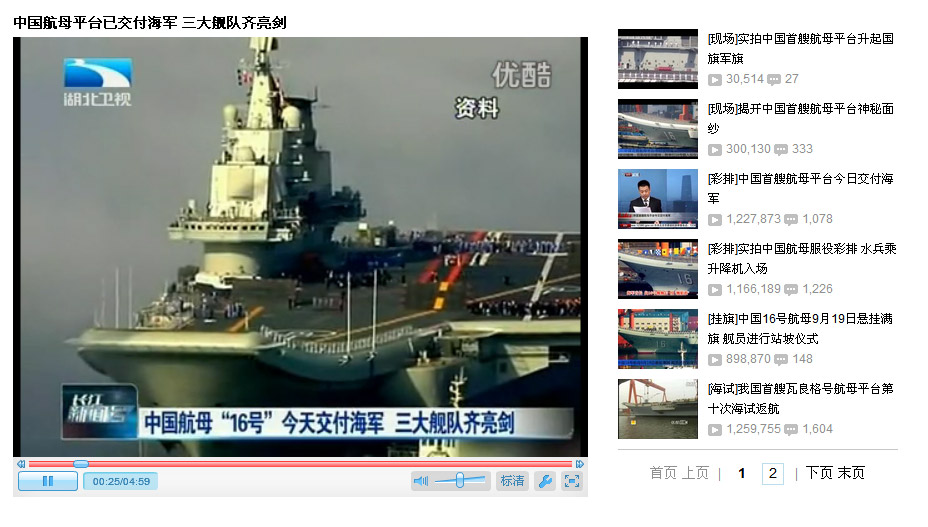 中国航母平台已交付海军 三大舰队齐亮剑
湖北卫视
优酷
资料
长江
新闻号
中国航母“16号”今天交付海军 三大舰队齐亮剑
00:25/04:59
标清
[现场]实拍中国首艘航母平台升起国
旗军旗
30,514 27
[现场]揭开中国首艘航母平台神秘面
纱
300,130 333
[彩排]中国首艘航母平台今日交付海
军
1,227,873 1,078
[彩排]实拍中国航母服役彩排 水兵乘
升降机入场
1,166,189 1,226
[挂旗]中国16号航母9月19日悬挂满
旗 舰员进行站坡仪式
898,870 148
[海试]我国首艘瓦良格号航母平台第
十次海试返航
1,259,755 1,604
首页 上页 | 1 2 | 下页 末页